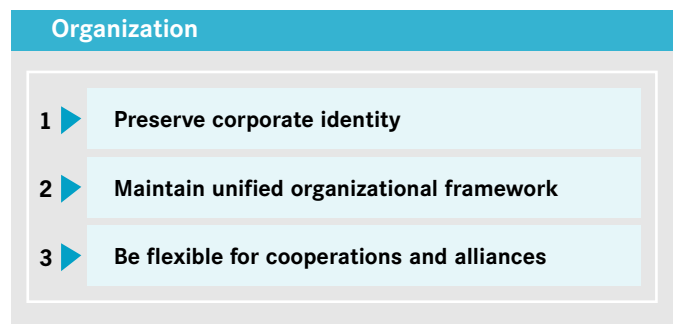 Organization
1 Preserve corporate identity
2 Maintain unified organizational framework
3 Be flexible for cooperations and alliances